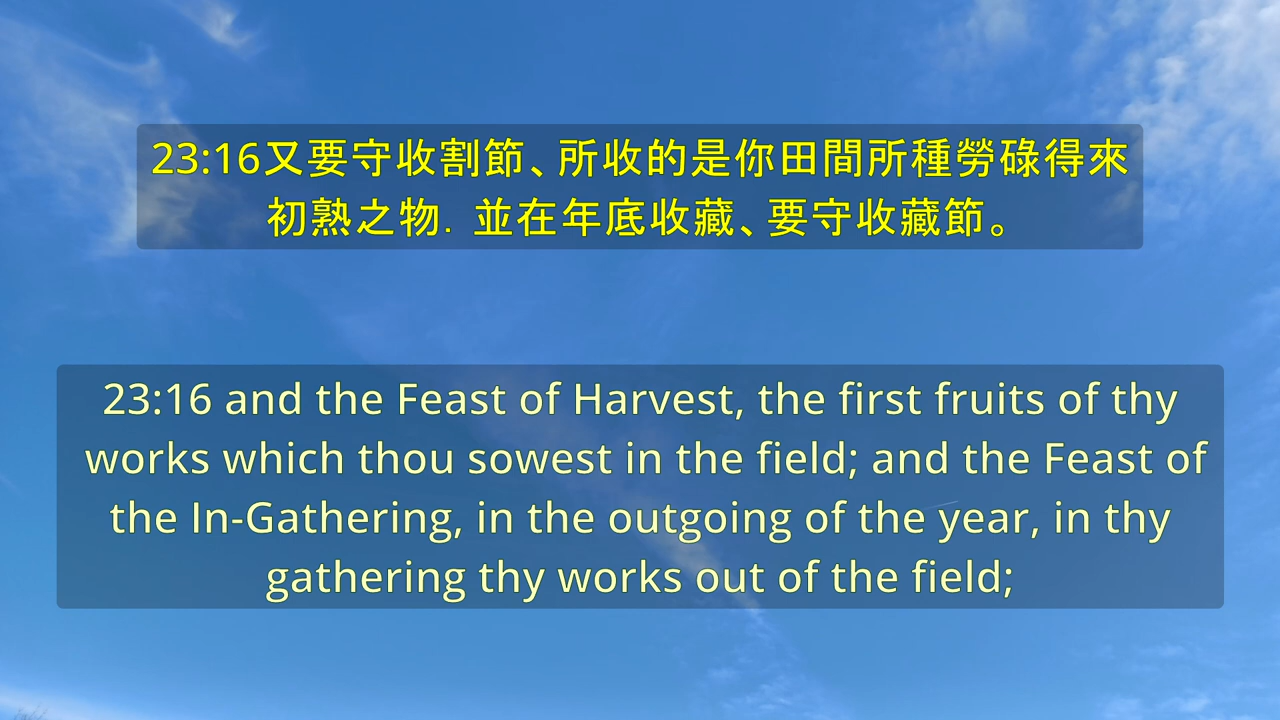 23:16又要守收割節、所收的是你田間所種勞碌得來
初熟之物．並在年底收藏、要守收藏節。
23:16 and the Feast of Harvest, the first fruits of thy
works which thou sowest in the field; and the Feast of
the In-Gathering, in the outgoing of the year, in thy
gathering thy works out of the field;